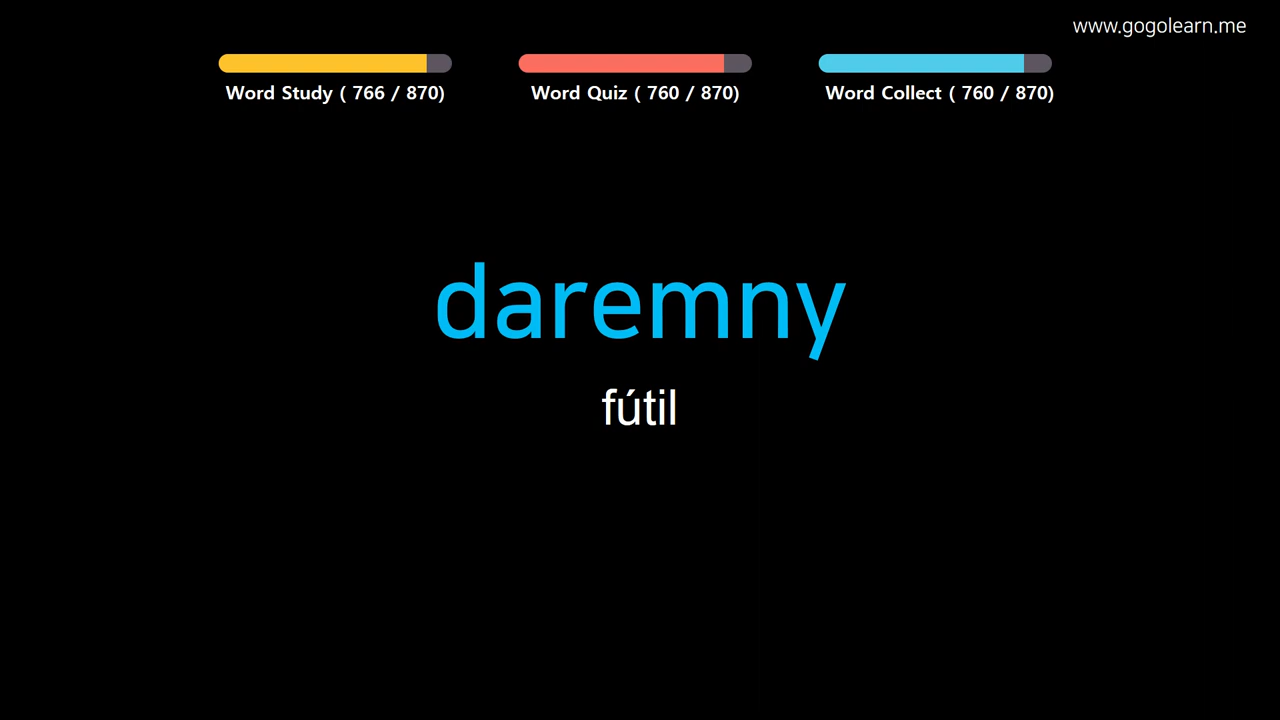 www.gogolearn.me
Word Study ( 766 / 870)
Word Quiz ( 760 / 870)
Word Collect ( 760 / 870)
daremny
fútil